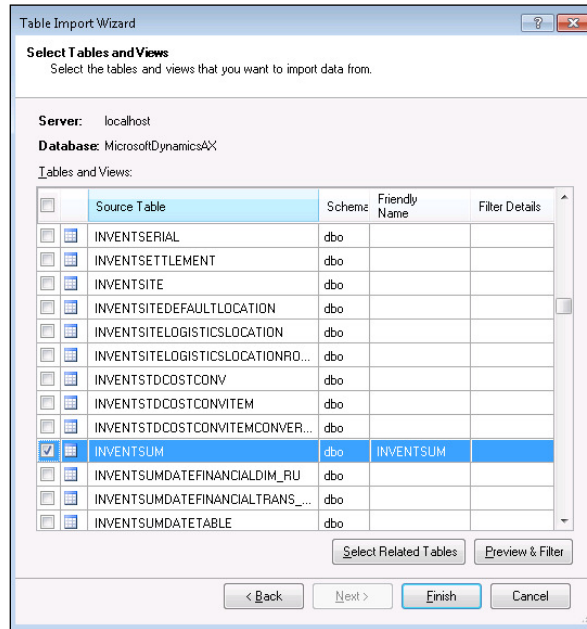 Table Import Wizard
Select Tables and Views
Select the tables and views that you want to import data from.
Server: localhost
Database: MicrosoftDynamicsAX
Tables and Views:
Source Table Schema Friendly Name Filter Details
INVENTSERIAL dbo
INVENTSETTLEMENT dbo
INVENTSITE dbo
INVENTSITEDEFAULTLOCATION dbo
INVENTSITELOGISTICSLOCATION dbo
INVENTSITELOGISTICSLOCATIONRO... dbo
INVENTSTDCOSTCONV dbo
INVENTSTDCOSTCONVITEM dbo
INVENTSTDCOSTCONVITEMCONVER... dbo
INVENTSUM dbo INVENTSUM
INVENTSUMDATEFINANCIALDIM_RU dbo
INVENTSUMDATEFINANCIALTRANS_... dbo
INVENTSUMDATETABLE dbo
Select Related Tables Preview & Filter
< Back Next > Finish Cancel